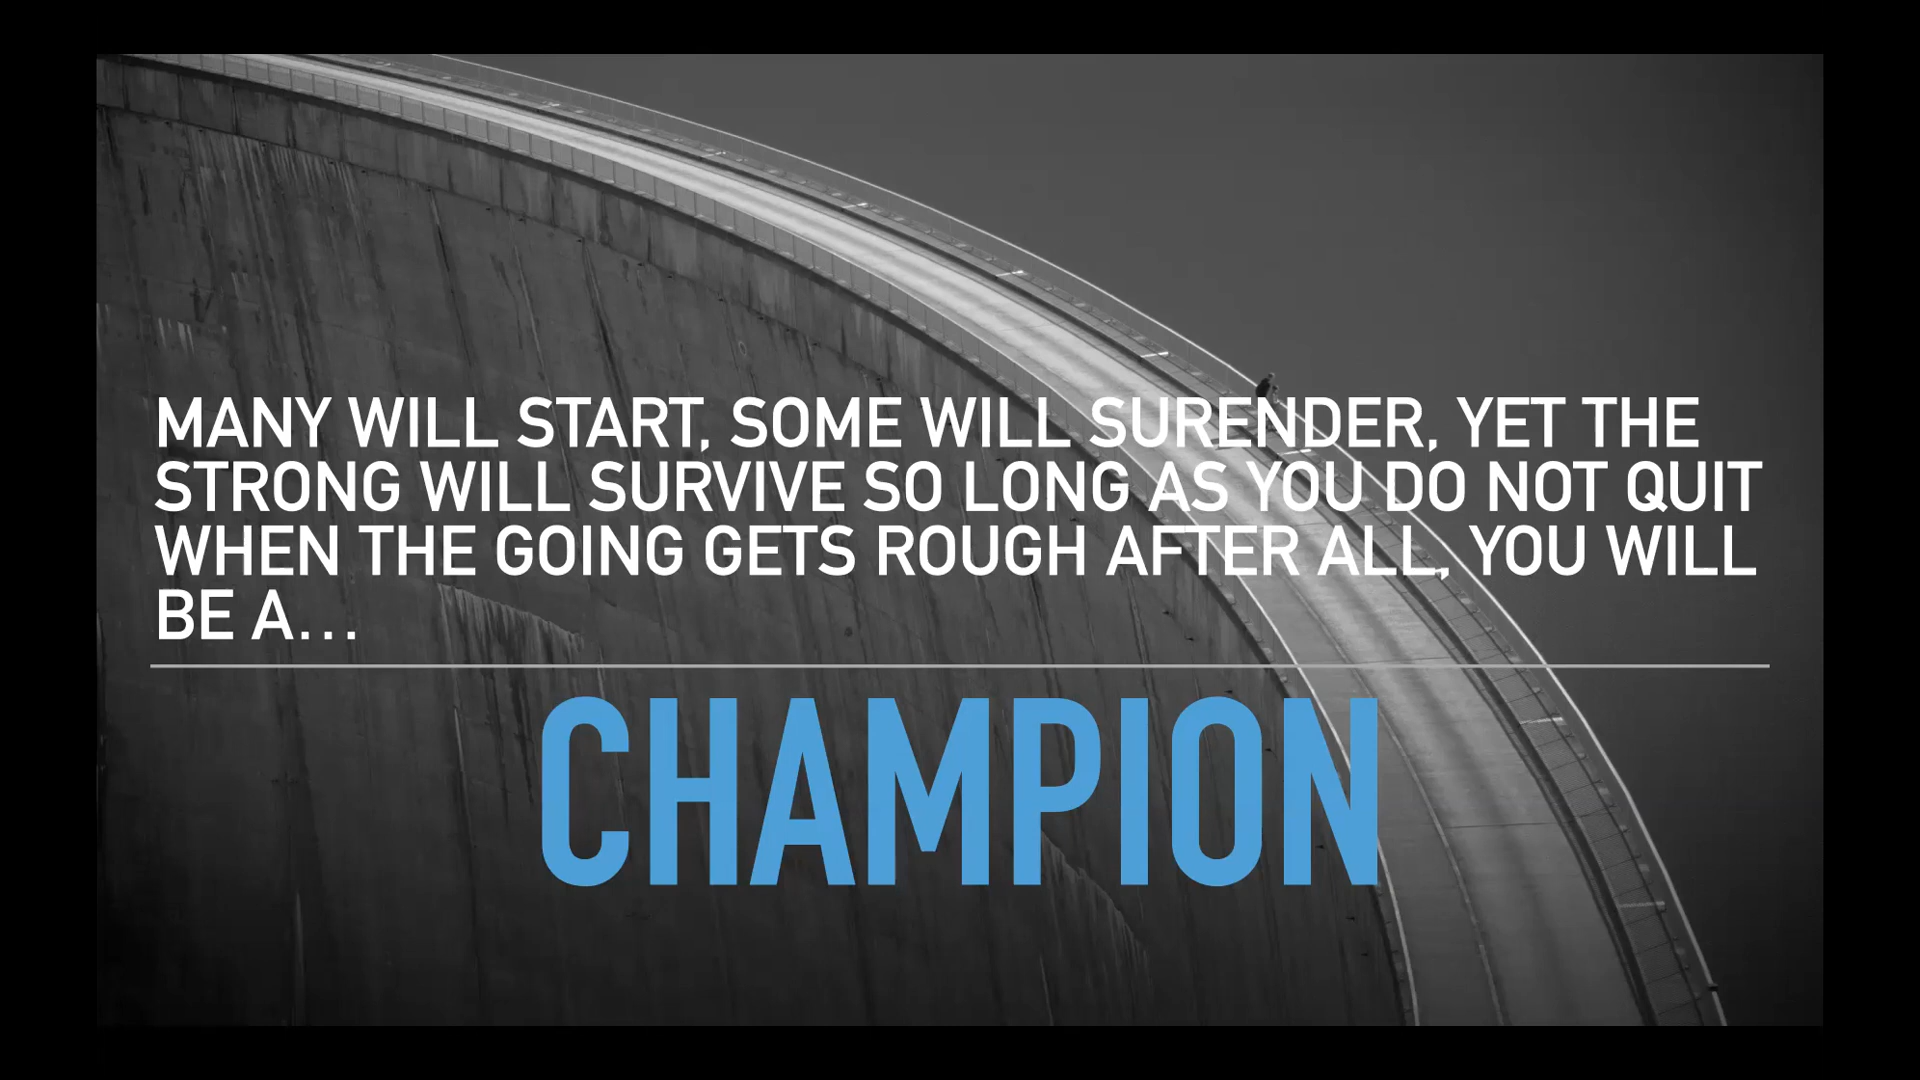 MANY WILL START, SOME WILL SURENDER, YET THE
STRONG WILL SURVIVE SO LONG AS YOU DO NOT QUIT
WHEN THE GOING GETS ROUGH AFTER ALL, YOU WILL
BE A...
CHAMPION